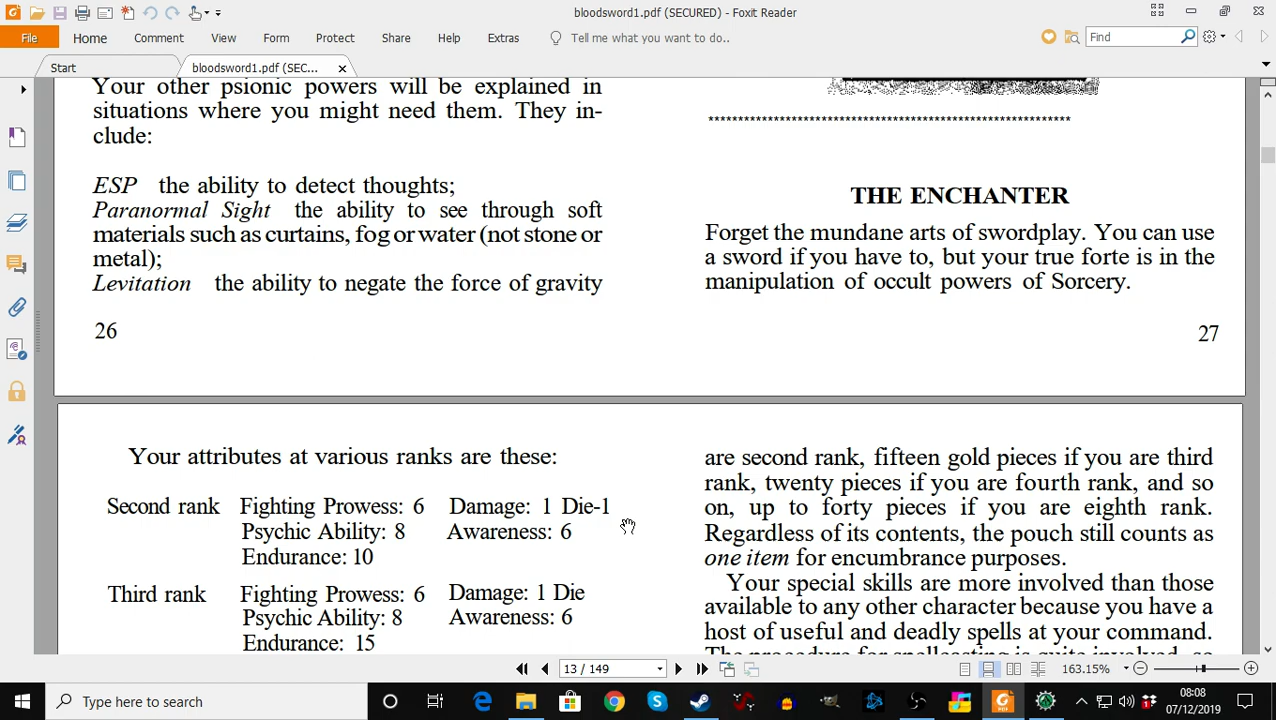 bloodsword1.pdf (SECURED) - Foxit Reader
File
Home
Comment
View
Form
Protect
Share
Help
Extras
Tell me what you want to do..
Find
Start
bloodsword1.pdf (SEC...
Your other psionic powers will be explained in
situations where you might need them. They in-
clude:
ESP the ability to detect thoughts;
Paranormal Sight the ability to see through soft
materials such as curtains, fog or water (not stone or
metal);
Levitation the ability to negate the force of gravity
26
************************************************************
THE ENCHANTER
Forget the mundane arts of swordplay. You can use
a sword if you have to, but your true forte is in the
manipulation of occult powers of Sorcery.
27
Your attributes at various ranks are these:
Second rank Fighting Prowess: 6 Damage: 1 Die-1
Psychic Ability: 8 Awareness: 6
Endurance: 10
Third rank Fighting Prowess: 6 Damage: 1 Die
Psychic Ability: 8 Awareness: 6
Endurance: 15
are second rank, fifteen gold pieces if you are third
rank, twenty pieces if you are fourth rank, and so
on, up to forty pieces if you are eighth rank.
Regardless of its contents, the pouch still counts as
one item for encumbrance purposes.
Your special skills are more involved than those
available to any other character because you have a
host of useful and deadly spells at your command.
The procedure for spellcasting is quite involved, so
13 / 149
163.15%
Type here to search
08:08
07/12/2019